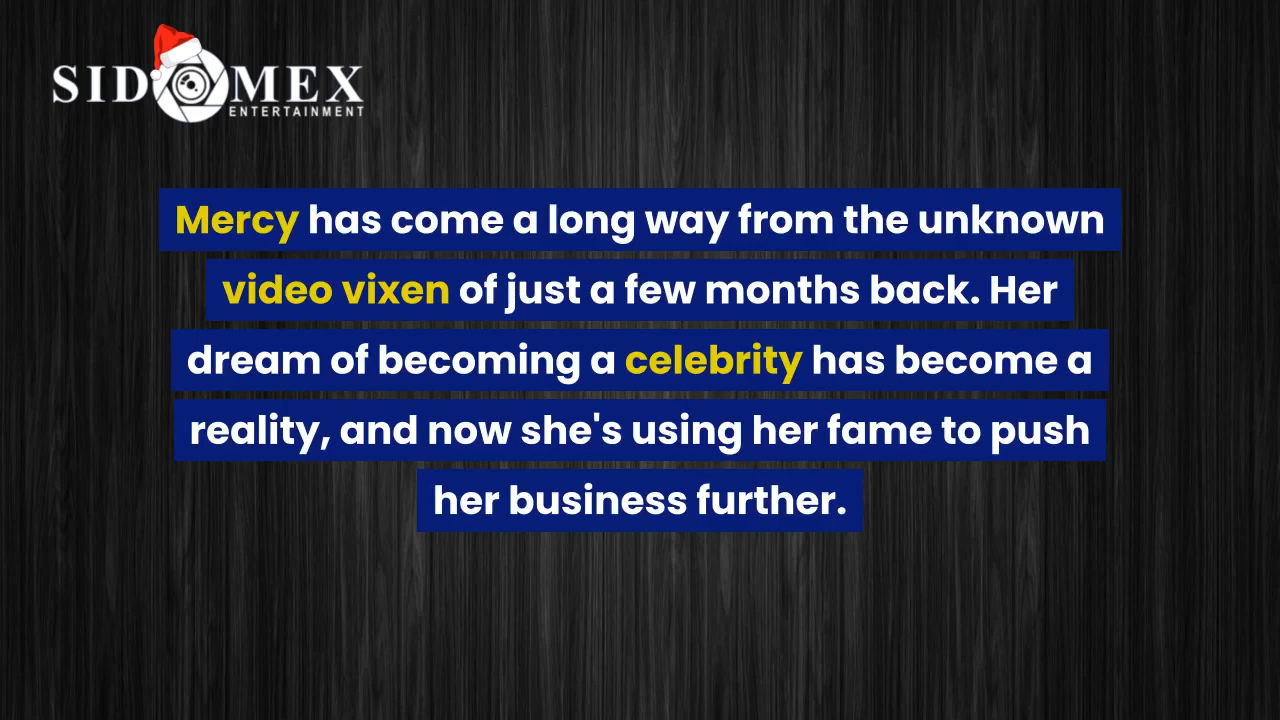 SIDOMEX
ENTERTAINMENT
Mercy has come a long way from the unknown
video vixen of just a few months back. Her
dream of becoming a celebrity has become a
reality, and now she's using her fame to push
her business further.